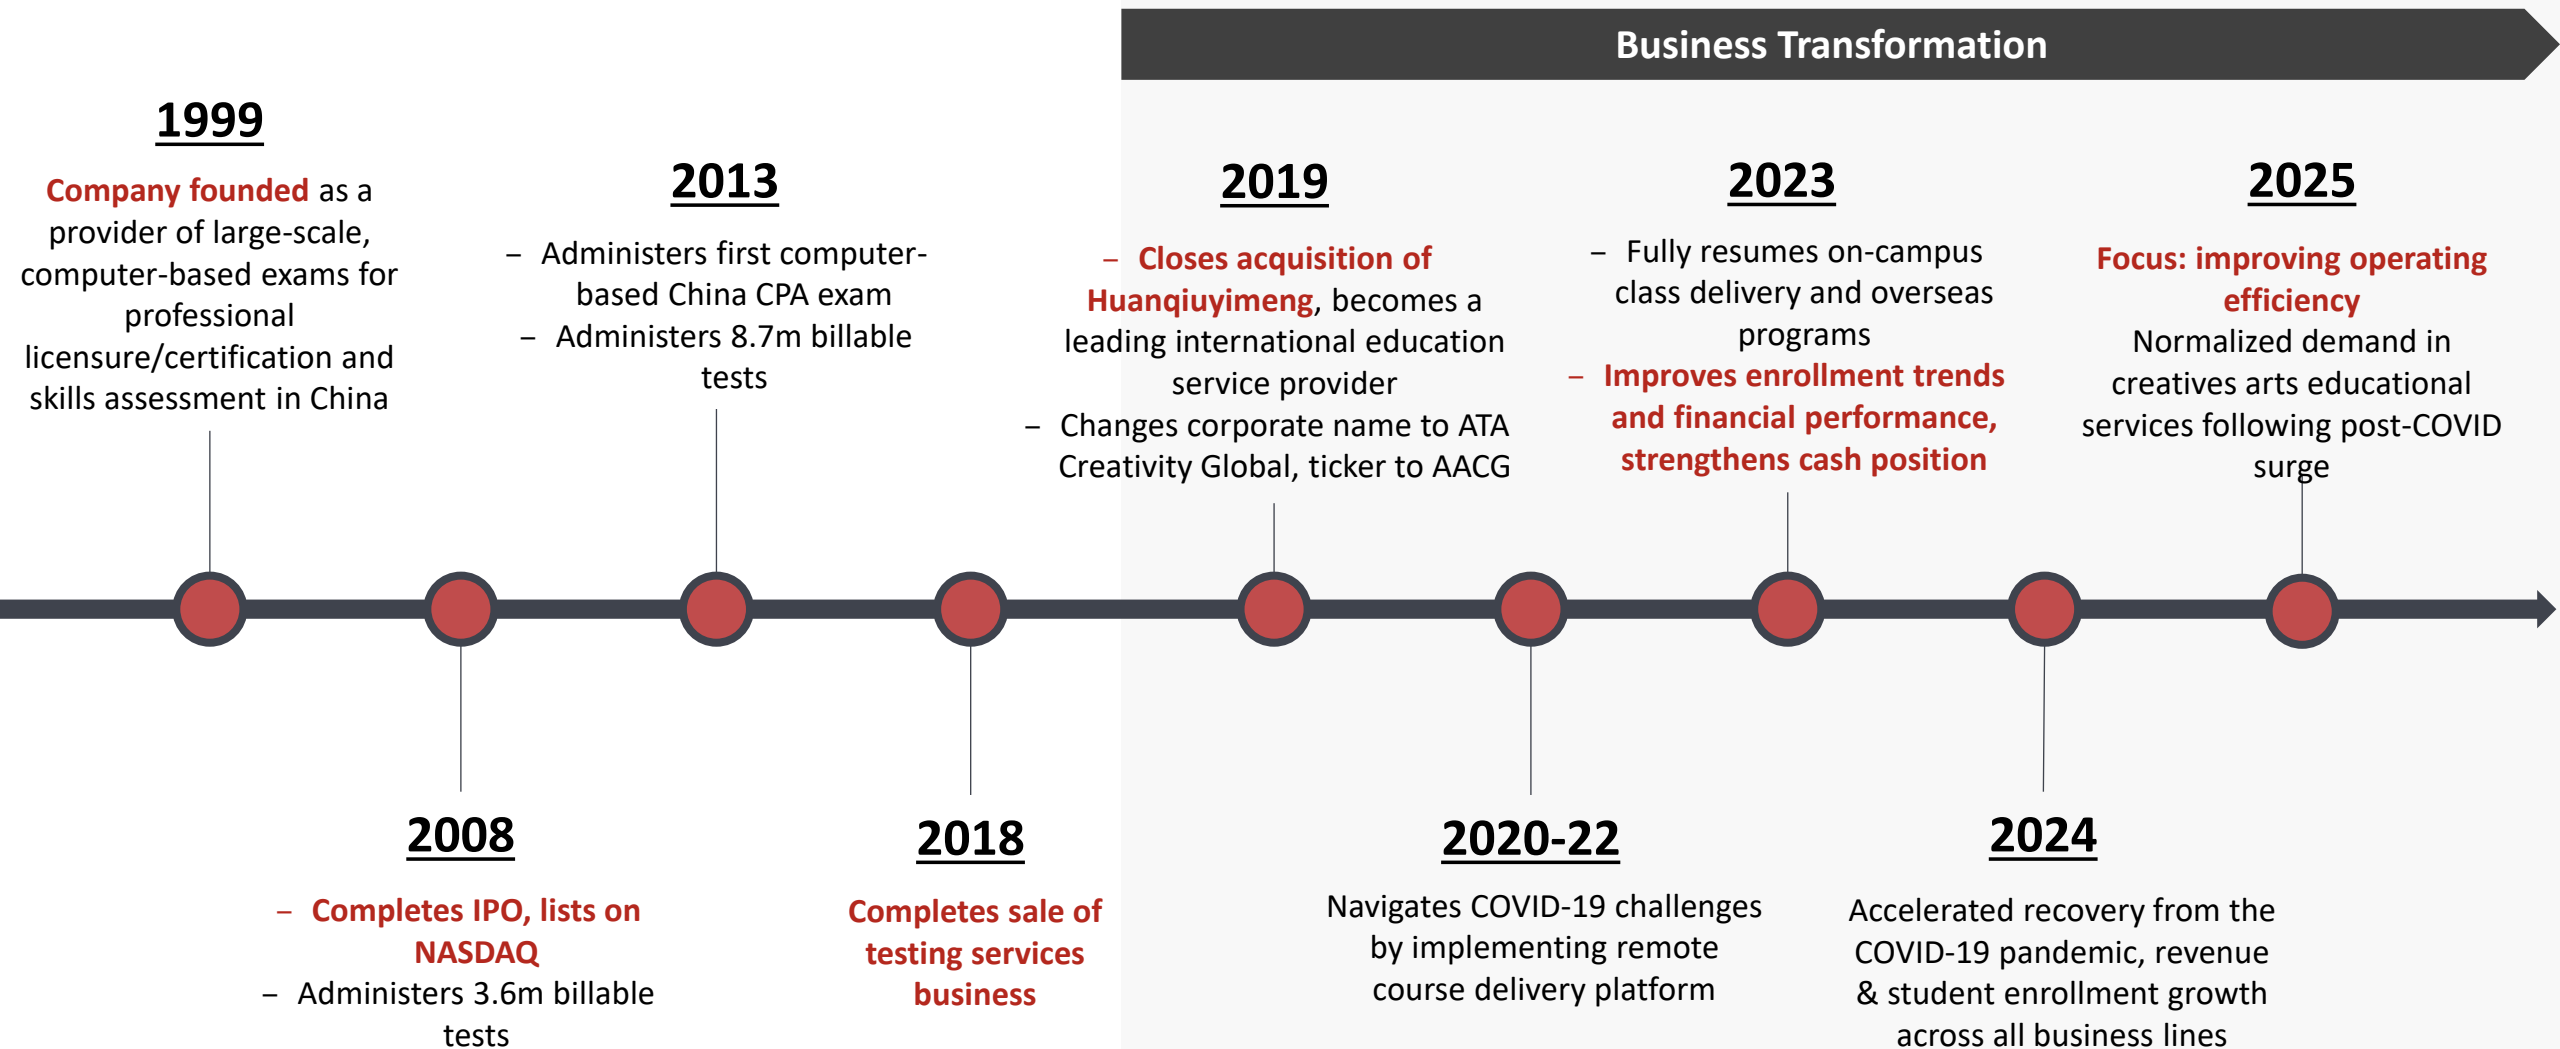 Business Transformation
1999
Company founded as a
provider of large-scale,
computer-based exams for
professional
licensure/certification and
skills assessment in China
2013
– Administers first computer-
based China CPA exam
– Administers 8.7m billable
tests
2019
– Closes acquisition of
Huanqiuyimeng, becomes a
leading international education
service provider
– Changes corporate name to ATA
Creativity Global, ticker to AACG
2023
– Fully resumes on-campus
class delivery and overseas
programs
– Improves enrollment trends
and financial performance,
strengthens cash position
2025
Focus: improving operating
efficiency
Normalized demand in
creatives arts educational
services following post-COVID
surge
2008
– Completes IPO, lists on
NASDAQ
– Administers 3.6m billable
tests
2018
Completes sale of
testing services
business
2020-22
Navigates COVID-19 challenges
by implementing remote
course delivery platform
2024
Accelerated recovery from the
COVID-19 pandemic, revenue
& student enrollment growth
across all business lines